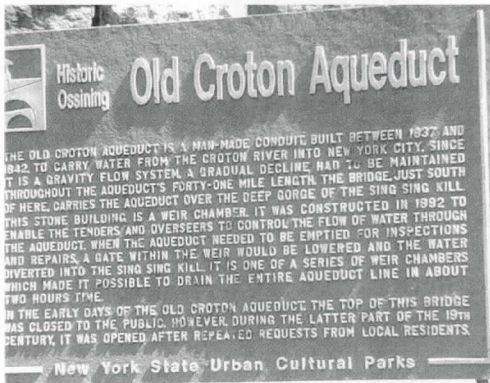 Historic
Ossining
Old Croton Aqueduct
THE OLD CROTON AQUEDUCT IS A MAN-MADE CONDUIT, BUILT BETWEEN 1837 AND
1842, TO CARRY WATER FROM THE CROTON RIVER INTO NEW YORK CITY. SINCE
IT IS A GRAVITY FLOW SYSTEM, A GRADUAL DECLINE HAD TO BE MAINTAINED
THROUGHOUT THE AQUEDUCT'S FORTY-ONE MILE LENGTH. THE BRIDGE, JUST SOUTH
OF HERE, CARRIES THE AQUEDUCT OVER THE DEEP GORGE OF THE SING SING KILL.
THIS STONE BUILDING IS A WEIR CHAMBER. IT WAS CONSTRUCTED IN 1882 TO
ENABLE THE TENDERS AND OVERSEERS TO CONTROL THE FLOW OF WATER THROUGH
THE AQUEDUCT. WHEN THE AQUEDUCT NEEDED TO BE EMPTIED FOR INSPECTIONS
AND REPAIRS, A GATE WITHIN THE WEIR WOULD BE LOWERED AND THE WATER
DIVERTED INTO THE SING SING KILL. IT IS ONE OF A SERIES OF WEIR CHAMBERS
WHICH MADE IT POSSIBLE TO DRAIN THE ENTIRE AQUEDUCT LINE IN ABOUT
TWO HOURS TIME.
IN THE EARLY DAYS OF THE OLD CROTON AQUEDUCT, THE TOP OF THIS BRIDGE
WAS CLOSED TO THE PUBLIC. HOWEVER, DURING THE LATTER PART OF THE 19TH
CENTURY, IT WAS OPENED AFTER REPEATED REQUESTS FROM LOCAL RESIDENTS.
New York State Urban Cultural Parks